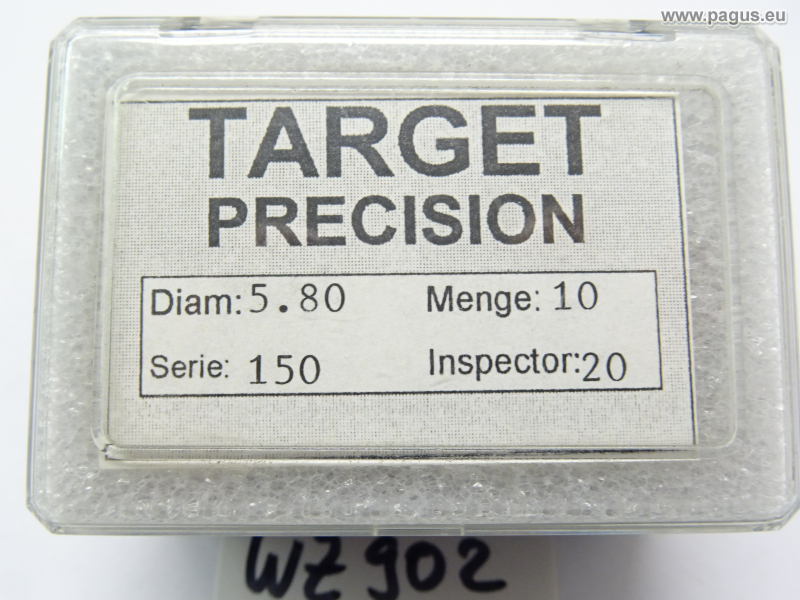 www.pagus.eu
TARGET
PRECISION
Diam: 5.80 Menge: 10
Serie: 150 Inspector: 20
WZ902